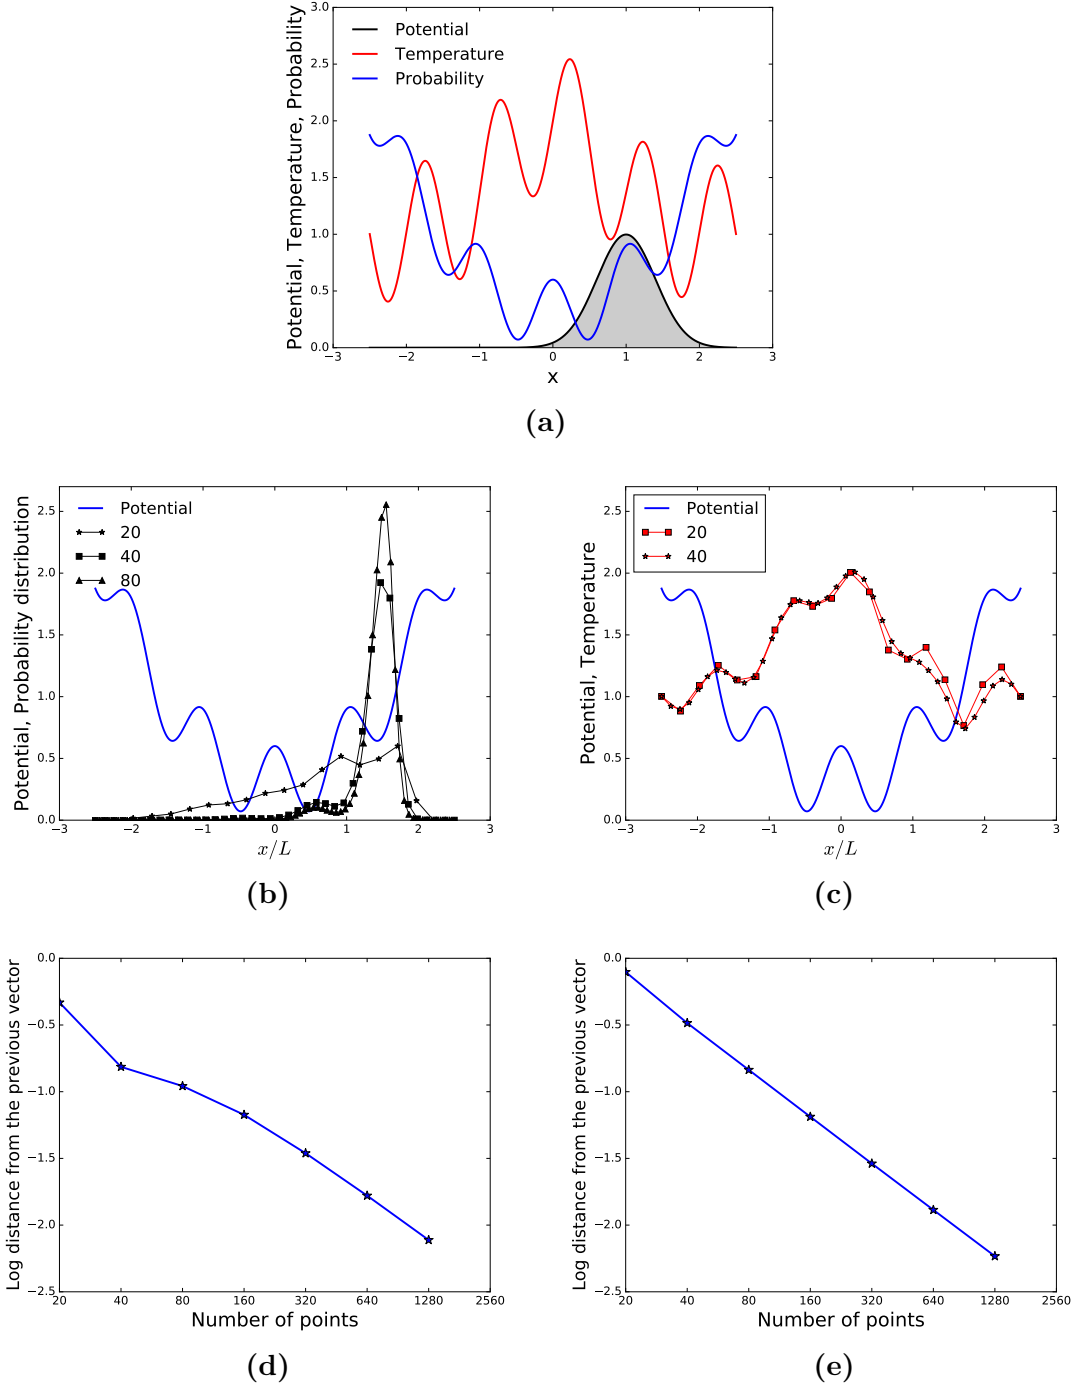 3.0
2.5
2.0
1.5
1.0
0.5
0.0
Potential, Temperature, Probability
Potential
Temperature
Probability
−3 −2 −1 0 1 2 3
x
(a)
2.5
2.0
1.5
1.0
0.5
0.0
Potential, Probability distribution
Potential
20
40
80
−3 −2 −1 0 1 2 3
x/L
(b)
2.5
2.0
1.5
1.0
0.5
0.0
Potential, Temperature
Potential
20
40
−3 −2 −1 0 1 2 3
x/L
(c)
0.0
−0.5
−1.0
−1.5
−2.0
−2.5
Log distance from the previous vector
20 40 80 160 320 640 1280 2560
Number of points
(d)
0.0
−0.5
−1.0
−1.5
−2.0
−2.5
Log distance from the previous vector
20 40 80 160 320 640 1280 2560
Number of points
(e)